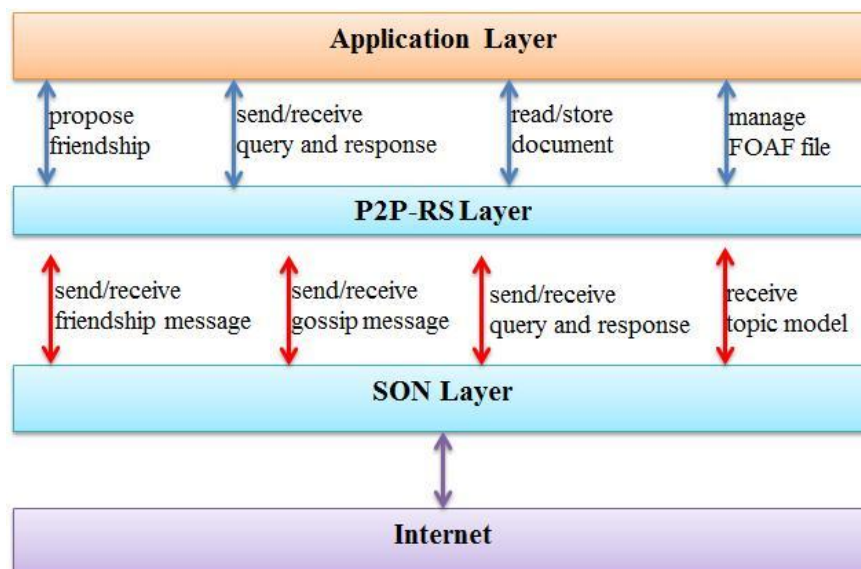 Application Layer
propose
friendship
send/receive
query and response
read/store
document
manage
FOAF file
P2P-RS Layer
send/receive
friendship message
send/receive
gossip message
send/receive
query and response
receive
topic model
SON Layer
Internet